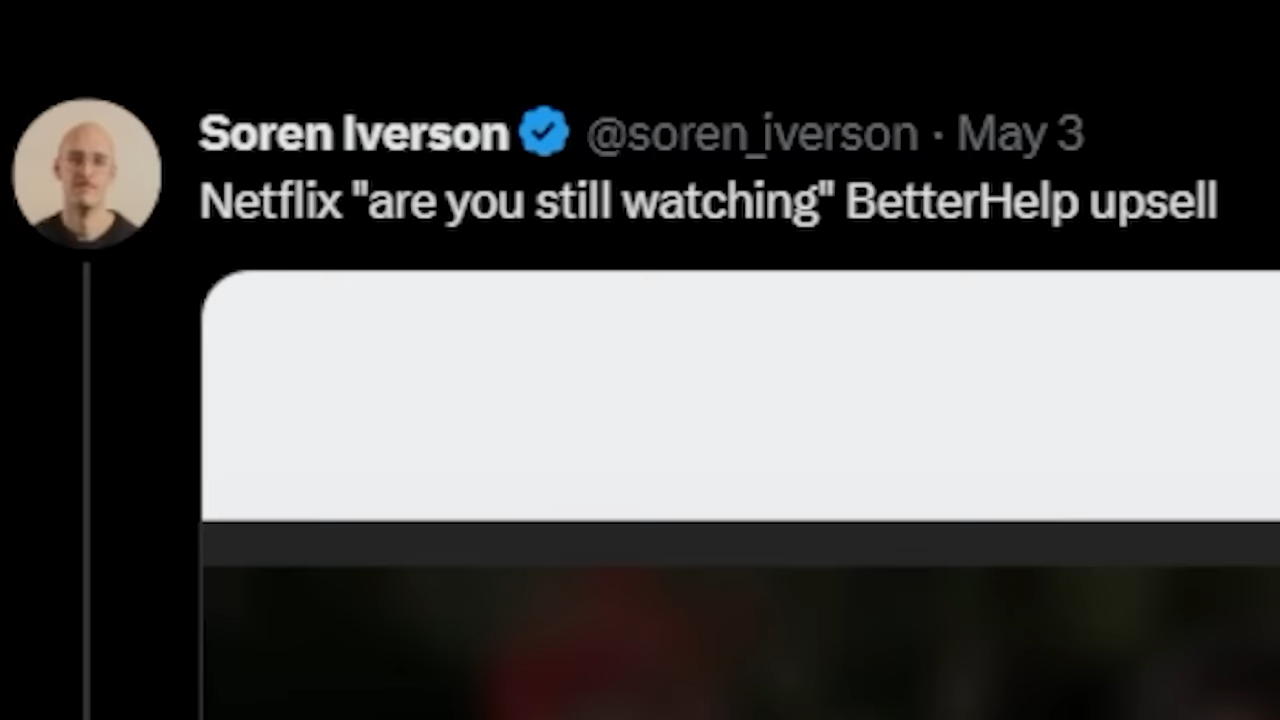 Soren Iverson @soren_iverson · May 3
Netflix "are you still watching" BetterHelp upsell